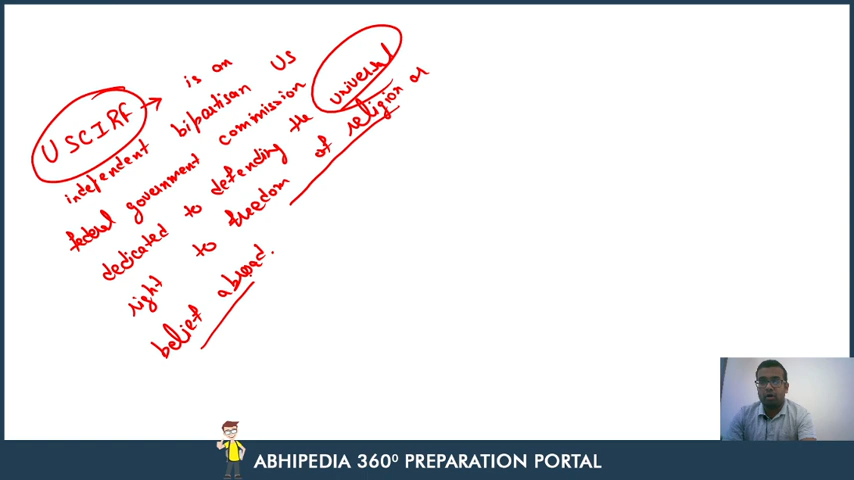 USCIRF → is an
independent bipartisan US
federal government commission
dedicated to defending the universal
right to freedom of religion or
belief abroad.
ABHIPEDIA 360⁰ PREPARATION PORTAL